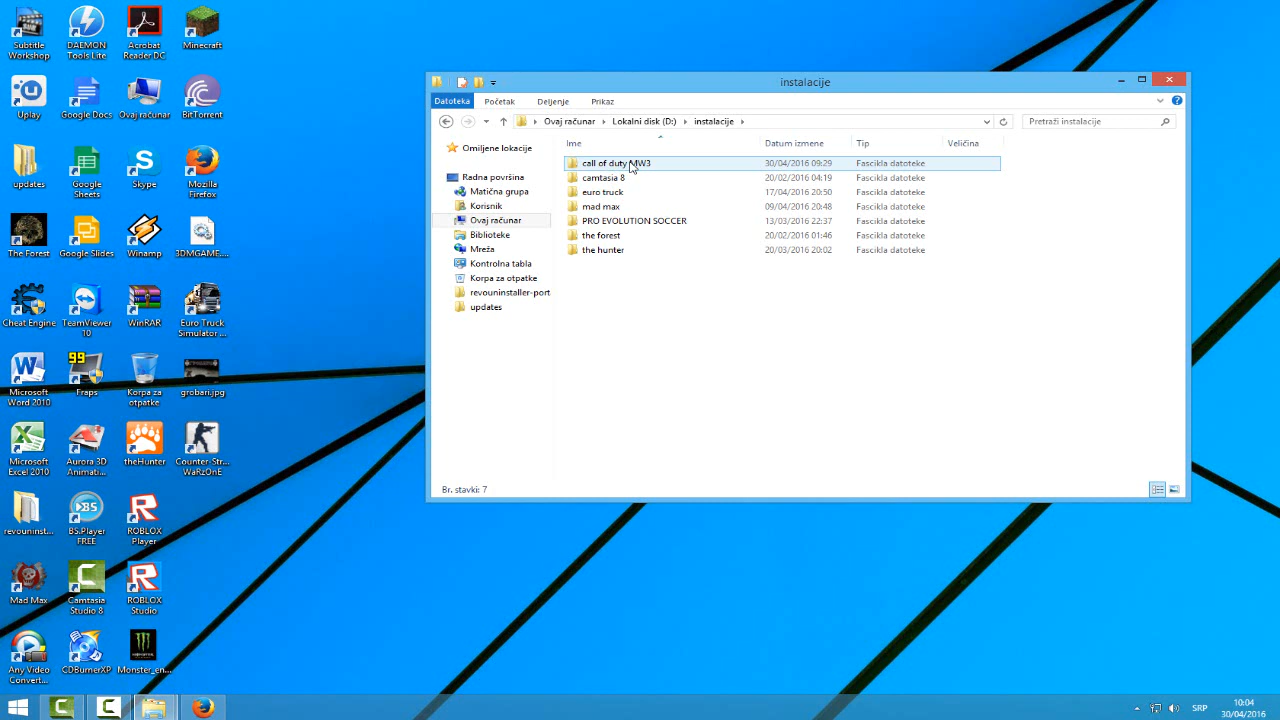 Subtitle
Workshop
DAEMON
Tools Lite
Acrobat
Reader DC
Minecraft
Uplay
Google Docs
Ovaj računar
BitTorrent
updates
Google
Sheets
Skype
Mozilla
Firefox
The Forest
Google Slides
Winamp
3DMGAME....
Cheat Engine
TeamViewer
10
WinRAR
Euro Truck
Simulator ...
Microsoft
Word 2010
99
Fraps
Korpa za
otpatke
grobari.jpg
Microsoft
Excel 2010
Aurora 3D
Animati...
theHunter
Counter-Str...
WaRzOnE
revouninst...
BS.Player
FREE
ROBLOX
Player
Mad Max
Camtasia
Studio 8
ROBLOX
Studio
Any Video
Convert...
CDBurnerXP
Monster_en...
instalacije
Datoteka
Početak
Deljenje
Prikaz
Ovaj računar
Lokalni disk (D:)
instalacije
Pretraži instalacije
Omiljene lokacije
Radna površina
Matična grupa
Korisnik
Ovaj računar
Biblioteke
Mreža
Kontrolna tabla
Korpa za otpatke
revouninstaller-port
updates
Ime
Datum izmene
Tip
Veličina
call of duty MW3 30/04/2016 09:29 Fascikla datoteke
camtasia 8 20/02/2016 04:19 Fascikla datoteke
euro truck 17/04/2016 20:50 Fascikla datoteke
mad max 09/04/2016 20:48 Fascikla datoteke
PRO EVOLUTION SOCCER 13/03/2016 22:37 Fascikla datoteke
the forest 20/02/2016 01:46 Fascikla datoteke
the hunter 20/03/2016 20:02 Fascikla datoteke
Br. stavki: 7
SRP
10:04
30/04/2016